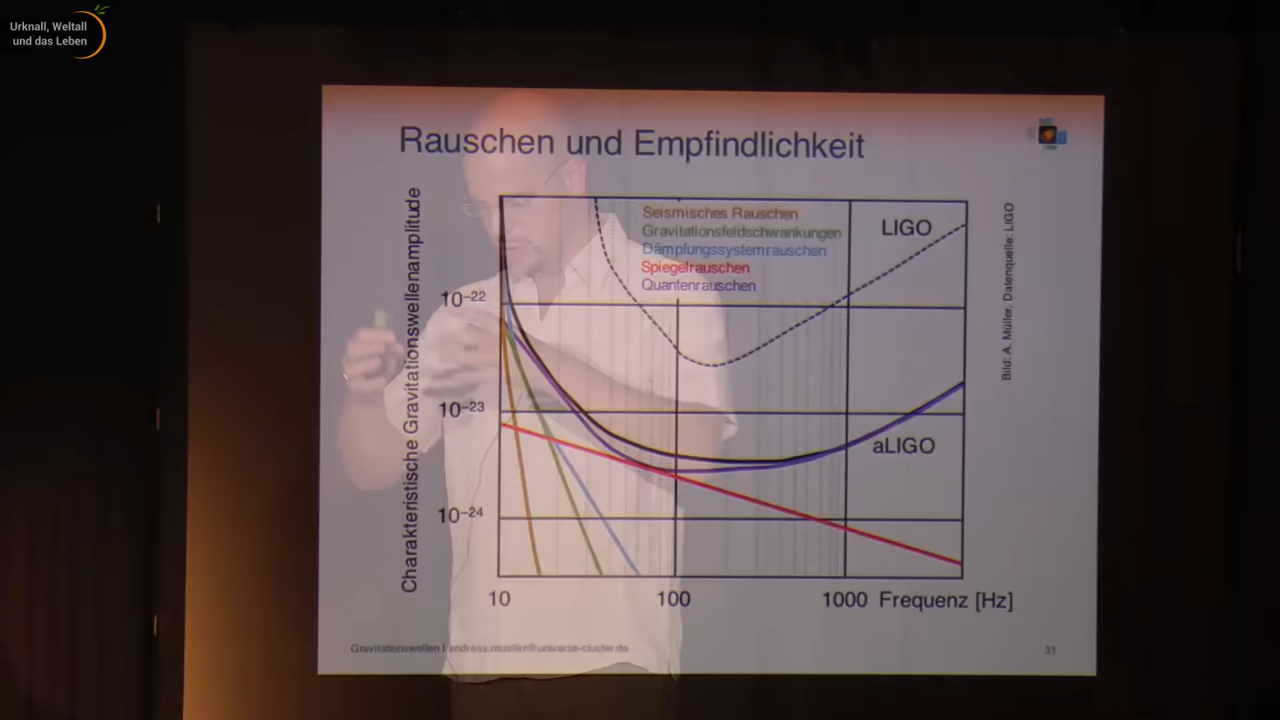 Urknall, Weltall
und das Leben
Rauschen und Empfindlichkeit
Charakteristische Gravitationswellenamplitude
Seismisches Rauschen
Gravitationsfeldschwankungen
Dämpfungssystemrauschen
Spiegelrauschen
Quantenrauschen
LIGO
aLIGO
10⁻²²
10⁻²³
10⁻²⁴
10 100 1000 Frequenz [Hz]
Bild: A. Müller, Datenquelle: LIGO
Gravitationswellen | andreas.mueller@universe-cluster.de
31